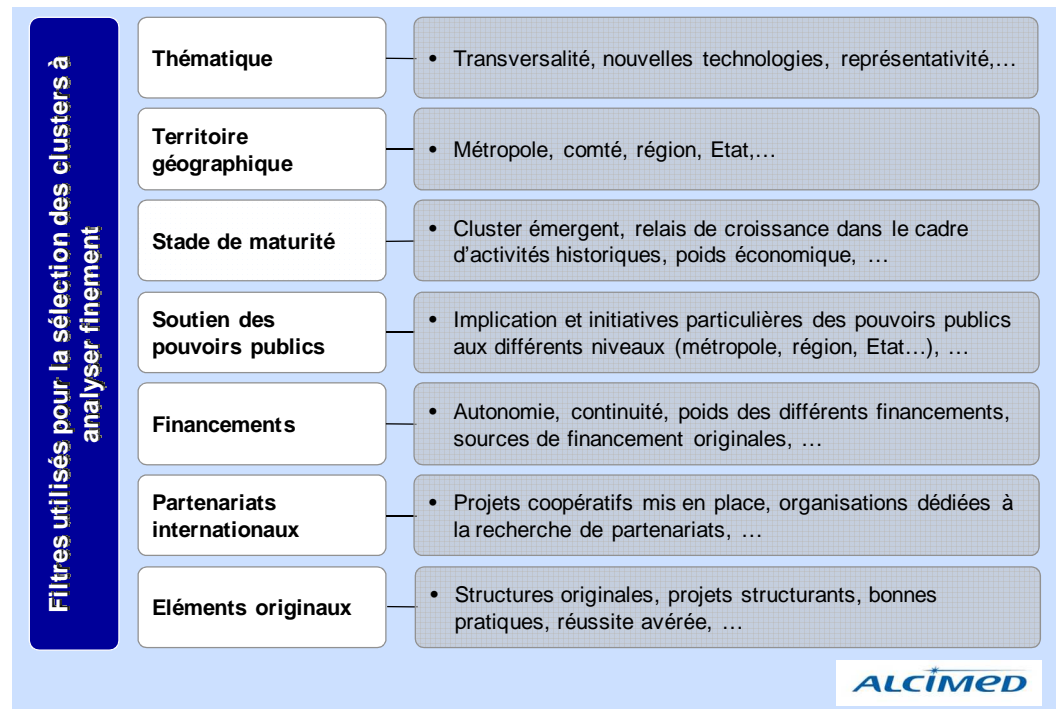 Filtres utilisés pour la sélection des clusters à
analyser finement
Thématique
• Transversalité, nouvelles technologies, représentativité,…
Territoire
géographique
• Métropole, comté, région, Etat,…
Stade de maturité
• Cluster émergent, relais de croissance dans le cadre
d’activités historiques, poids économique, …
Soutien des
pouvoirs publics
• Implication et initiatives particulières des pouvoirs publics
aux différents niveaux (métropole, région, Etat…), …
Financements
• Autonomie, continuité, poids des différents financements,
sources de financement originales, …
Partenariats
internationaux
• Projets coopératifs mis en place, organisations dédiées à
la recherche de partenariats, …
Eléments originaux
• Structures originales, projets structurants, bonnes
pratiques, réussite avérée, …
ALCIMED